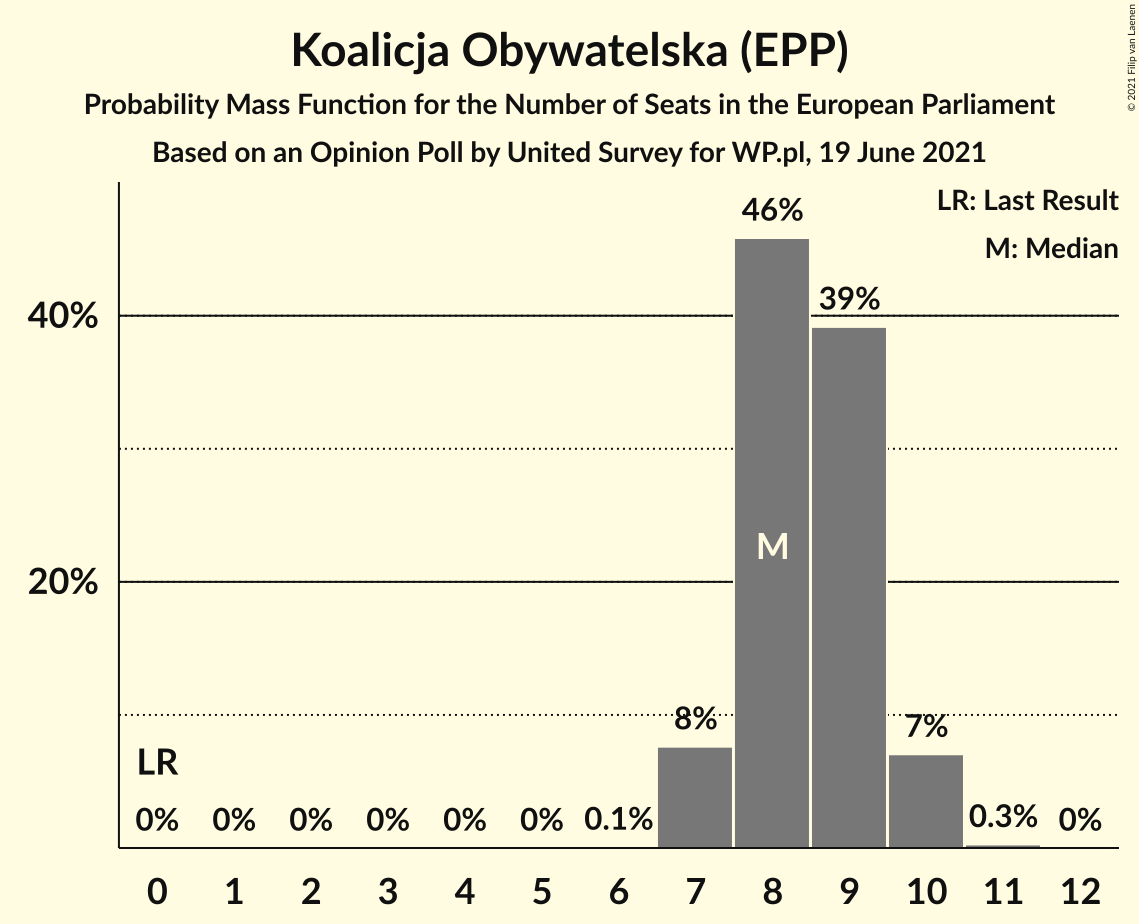 Koalicja Obywatelska (EPP)
Probability Mass Function for the Number of Seats in the European Parliament
Based on an Opinion Poll by United Survey for WP.pl, 19 June 2021
© 2021 Filip van Laenen
LR: Last Result
M: Median
46%
39%
40%
M
20%
8%
7%
LR
0% 0% 0% 0% 0% 0% 0.1% 0.3% 0%
0 1 2 3 4 5 6 7 8 9 10 11 12